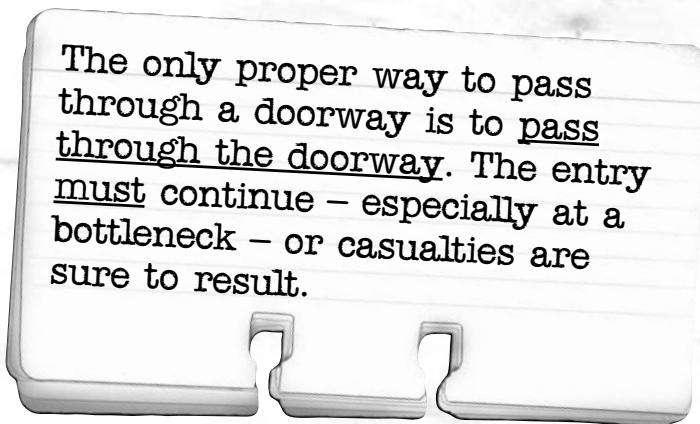 The only proper way to pass
through a doorway is to pass
through the doorway. The entry
must continue – especially at a
bottleneck – or casualties are
sure to result.